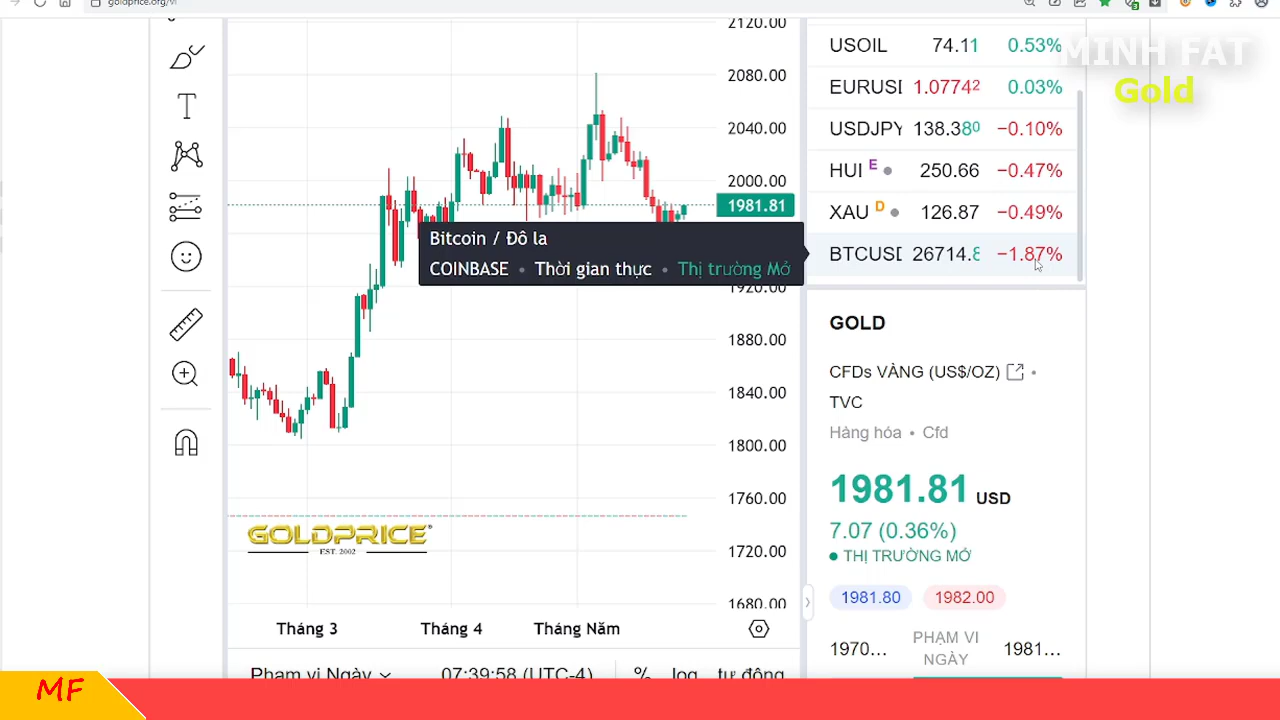 goldprice.org/vi
2120.00
2080.00
2040.00
2000.00
1981.81
1920.00
1880.00
1840.00
1800.00
1760.00
1720.00
1680.00
Bitcoin / Đô la
COINBASE • Thời gian thực • Thị trường Mở
GOLDPRICE
EST. 2002
Tháng 3 Tháng 4 Tháng Năm
Phạm vi Ngày 07:39:58 (UTC-4) % log tự động
USOIL 74.11 0.53%
EURUSD 1.07742 0.03%
USDJPY 138.380 −0.10%
HUI E 250.66 −0.47%
XAU D 126.87 −0.49%
BTCUSD 26714.8 −1.87%
MINH FAT
Gold
GOLD
CFDs VÀNG (US$/OZ) •
TVC
Hàng hóa • Cfd
1981.81 USD
7.07 (0.36%)
THỊ TRƯỜNG MỞ
1981.80 1982.00
1970... PHẠM VI NGÀY 1981...
MF